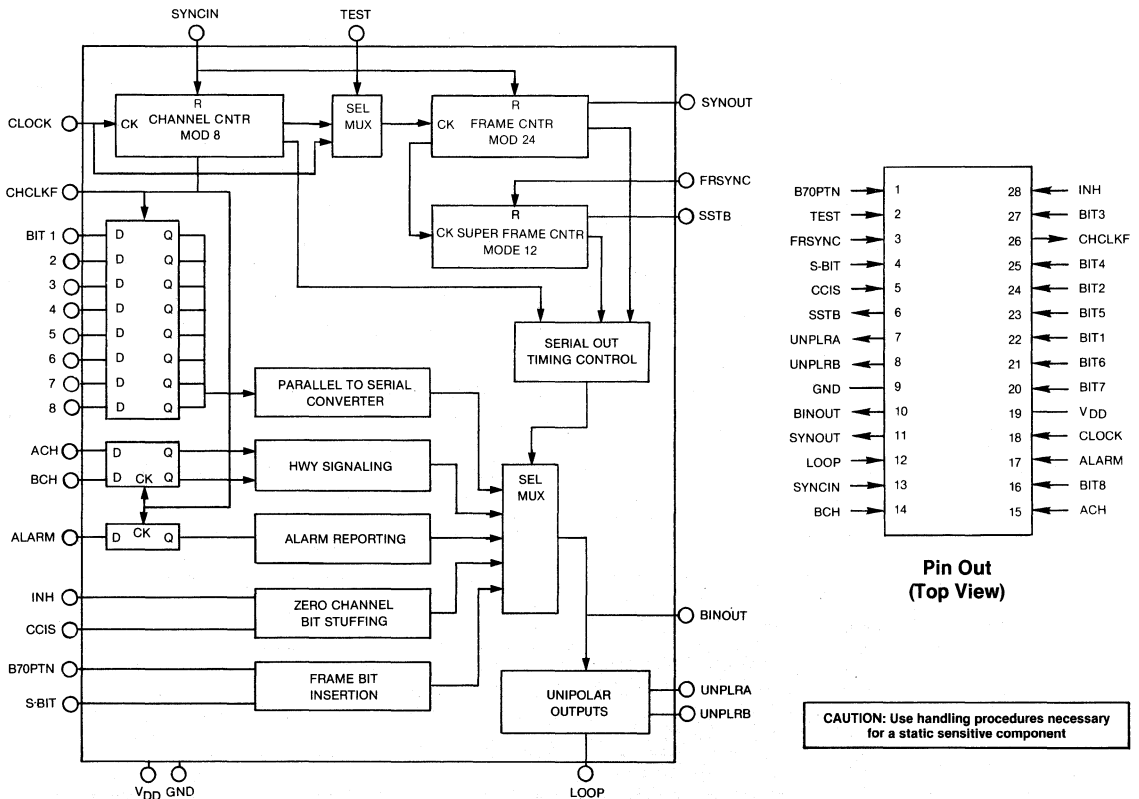 SYNCIN
TEST
R
CHANNEL CNTR
MOD 8
CK
SEL
MUX
R
FRAME CNTR
MOD 24
CK
CLOCK
SYNOUT
CHCLKF
FRSYNC
R
CK SUPER FRAME CNTR
MODE 12
SSTB
BIT 1 D Q
2 D Q
3 D Q
4 D Q
5 D Q
6 D Q
7 D Q
8 D Q
SERIAL OUT
TIMING CONTROL
PARALLEL TO SERIAL
CONVERTER
ACH D Q
BCH D CK Q
HWY SIGNALING
SEL
MUX
ALARM D CK Q
ALARM REPORTING
INH
CCIS
ZERO CHANNEL
BIT STUFFING
BINOUT
B70PTN
S-BIT
FRAME BIT
INSERTION
UNIPOLAR
OUTPUTS
UNPLRA
UNPLRB
VDD GND
LOOP
B70PTN 1 28 INH
TEST 2 27 BIT3
FRSYNC 3 26 CHCLKF
S-BIT 4 25 BIT4
CCIS 5 24 BIT2
SSTB 6 23 BIT5
UNPLRA 7 22 BIT1
UNPLRB 8 21 BIT6
GND 9 20 BIT7
BINOUT 10 19 VDD
SYNOUT 11 18 CLOCK
LOOP 12 17 ALARM
SYNCIN 13 16 BIT8
BCH 14 15 ACH
Pin Out
(Top View)
CAUTION: Use handling procedures necessary
for a static sensitive component